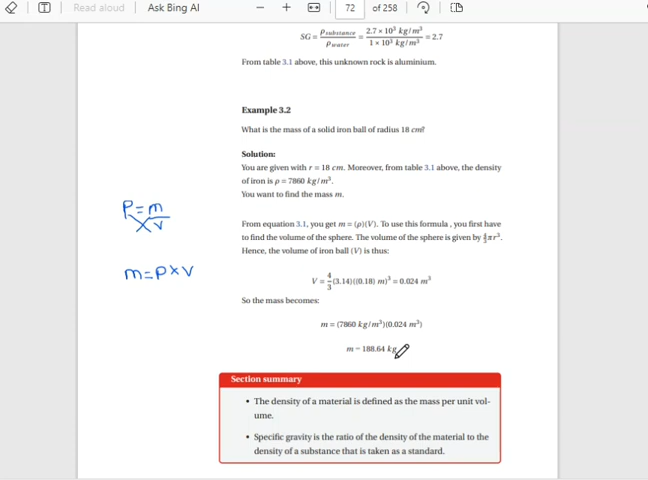 Read aloud
Ask Bing AI
72 of 258
SG = ρsubstance / ρwater = 2.7 × 10³ kg/m³ / 1 × 10³ kg/m³ = 2.7
From table 3.1 above, this unknown rock is aluminium.
Example 3.2
What is the mass of a solid iron ball of radius 18 cm?
Solution:
You are given with r = 18 cm. Moreover, from table 3.1 above, the density
of iron is ρ = 7860 kg/m³.
You want to find the mass m.
P = m
V
From equation 3.1, you get m = (ρ)(V). To use this formula , you first have
to find the volume of the sphere. The volume of the sphere is given by 4/3 πr³.
Hence, the volume of iron ball (V) is thus:
m = P × V
V = 4/3 (3.14)((0.18) m)³ = 0.024 m³
So the mass becomes:
m = (7860 kg/m³)(0.024 m³)
m = 188.64 kg
Section summary
• The density of a material is defined as the mass per unit vol-
ume.
• Specific gravity is the ratio of the density of the material to the
density of a substance that is taken as a standard.